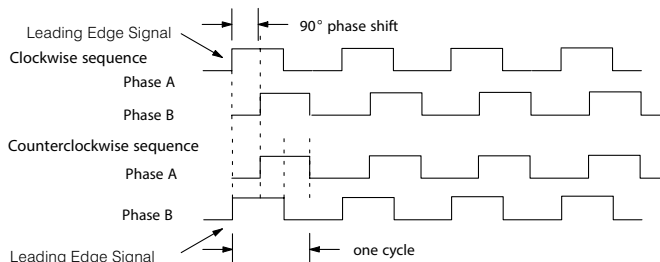 90° phase shift
Leading Edge Signal
Clockwise sequence
Phase A
Phase B
Counterclockwise sequence
Phase A
Phase B
one cycle
Leading Edge Signal